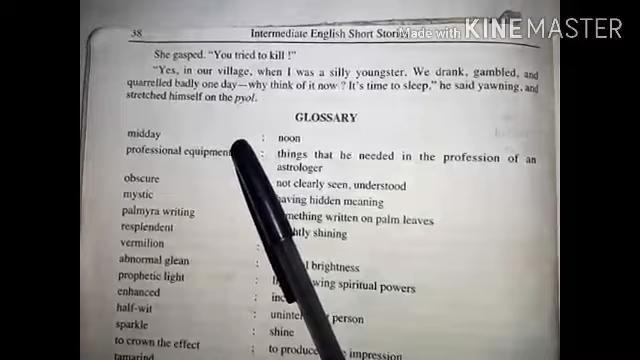 38 Intermediate English Short Stories
Made with KINEMASTER
She gasped. "You tried to kill !"
"Yes, in our village, when I was a silly youngster. We drank, gambled, and
quarrelled badly one day—why think of it now ? It's time to sleep," he said yawning, and
stretched himself on the pyol.
GLOSSARY
midday : noon
professional equipment : things that he needed in the profession of an
astrologer
obscure not clearly seen, understood
mystic having hidden meaning
palmyra writing something written on palm leaves
resplendent shining
vermilion :
abnormal glean : brightness
prophetic light : spiritual powers
enhanced :
half-wit : person
sparkle : shine
to crown the effect : to produce impression
tamarind